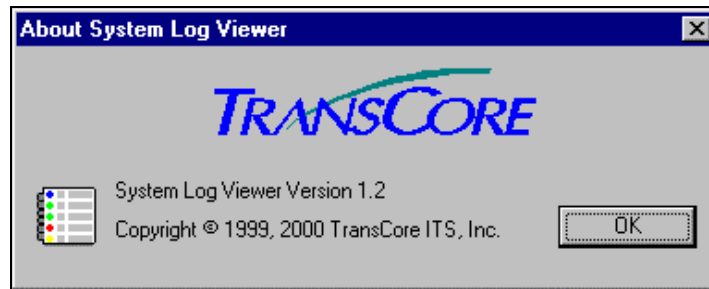 About System Log Viewer
TRANSCORE
System Log Viewer Version 1.2
Copyright © 1999, 2000 TransCore ITS, Inc.
OK